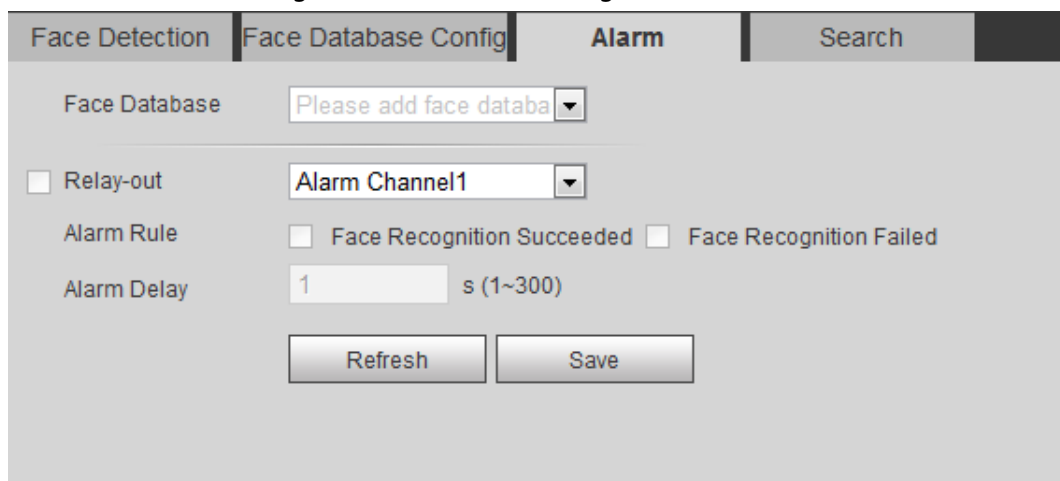 Face Detection Face Database Config Alarm Search
Face Database Please add face databa
Relay-out Alarm Channel1
Alarm Rule Face Recognition Succeeded Face Recognition Failed
Alarm Delay 1 s (1~300)
Refresh Save